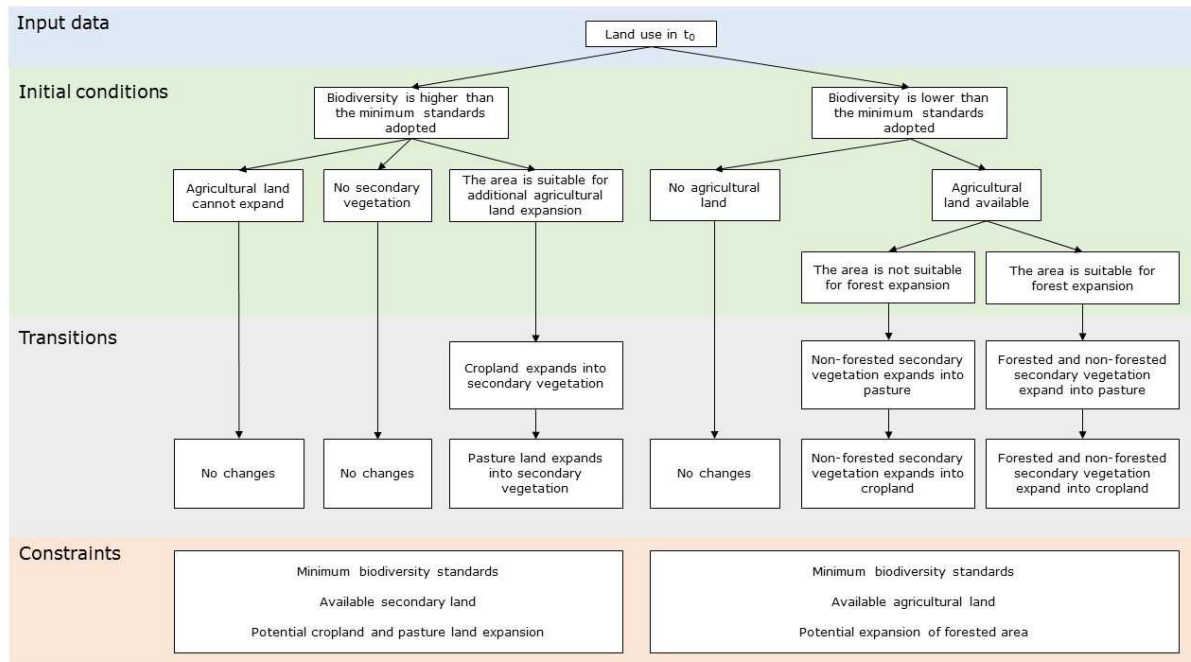 Input data
Land use in t₀
Initial conditions
Biodiversity is higher than
the minimum standards
adopted
Biodiversity is lower than
the minimum standards
adopted
Agricultural land
cannot expand
No secondary
vegetation
The area is suitable for
additional agricultural
land expansion
No agricultural
land
Agricultural
land available
The area is not suitable
for forest expansion
The area is suitable for
forest expansion
Transitions
Cropland expands into
secondary vegetation
Non-forested secondary
vegetation expands into
pasture
Forested and non-forested
secondary vegetation
expand into pasture
No changes
No changes
Pasture land expands
into secondary
vegetation
No changes
Non-forested secondary
vegetation expands into
cropland
Forested and non-forested
secondary vegetation
expand into cropland
Constraints
Minimum biodiversity standards
Available secondary land
Potential cropland and pasture land expansion
Minimum biodiversity standards
Available agricultural land
Potential expansion of forested area